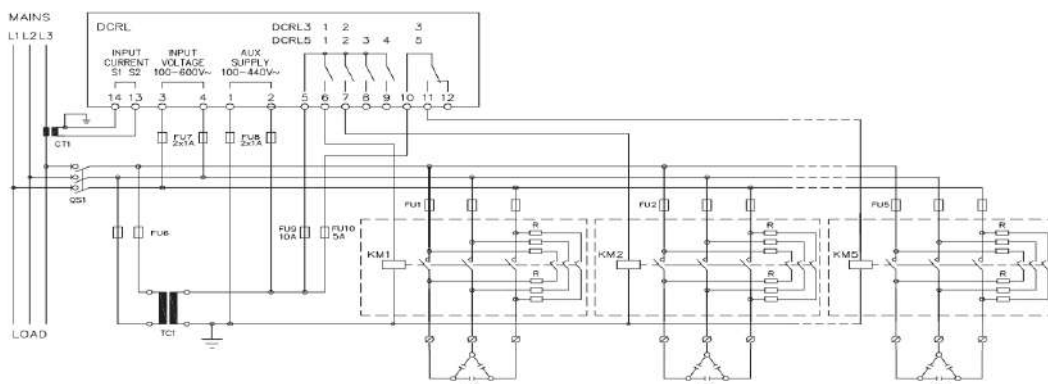 MAINS
L1 L2 L3
DCRL
DCRL3 1 2 3
DCRL5 1 2 3 4 5
INPUT CURRENT
S1 S2
INPUT VOLTAGE
100-600V~
AUX SUPPLY
100-440V~
14 13 3 4 1 2 5 6 7 8 9 10 11 12
CT1
FU7
2x1A
FU8
2x1A
QS1
FU6
FU9
10A
FU10
5A
FU1
FU2
FU5
R
R
R
KM1
KM2
KM5
R
R
R
TC1
LOAD